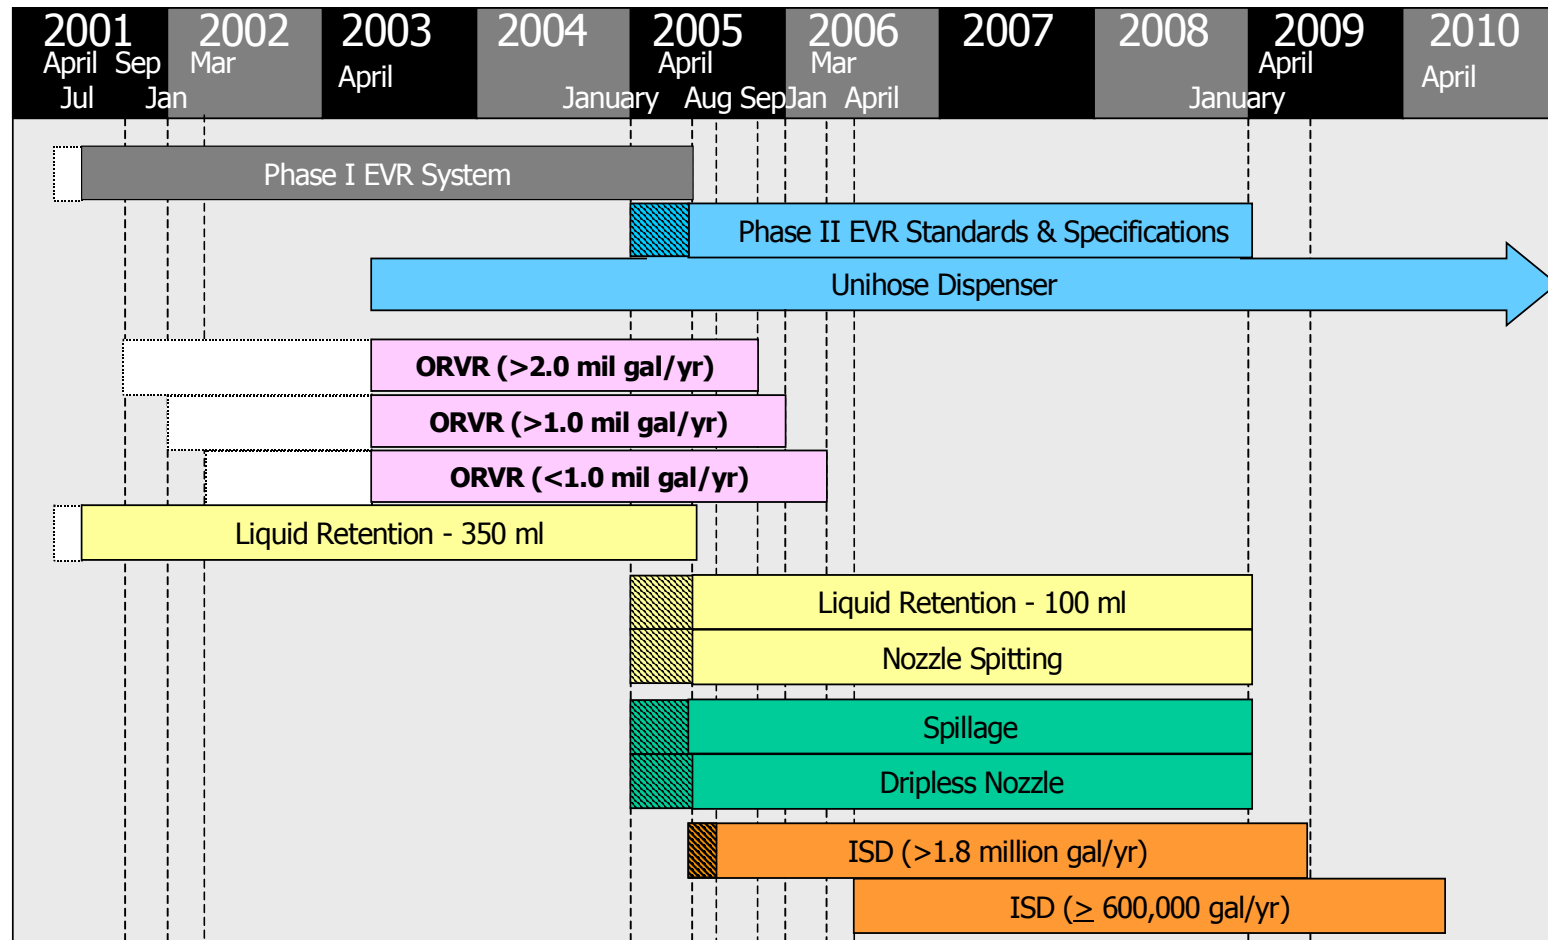 2001 2002 2003 2004 2005 2006 2007 2008 2009 2010
April Sep Mar April April Mar April April
Jul Jan January Aug Sep Jan April January
Phase I EVR System
Phase II EVR Standards & Specifications
Unihose Dispenser
ORVR (>2.0 mil gal/yr)
ORVR (>1.0 mil gal/yr)
ORVR (<1.0 mil gal/yr)
Liquid Retention - 350 ml
Liquid Retention - 100 ml
Nozzle Spitting
Spillage
Dripless Nozzle
ISD (>1.8 million gal/yr)
ISD (≥ 600,000 gal/yr)